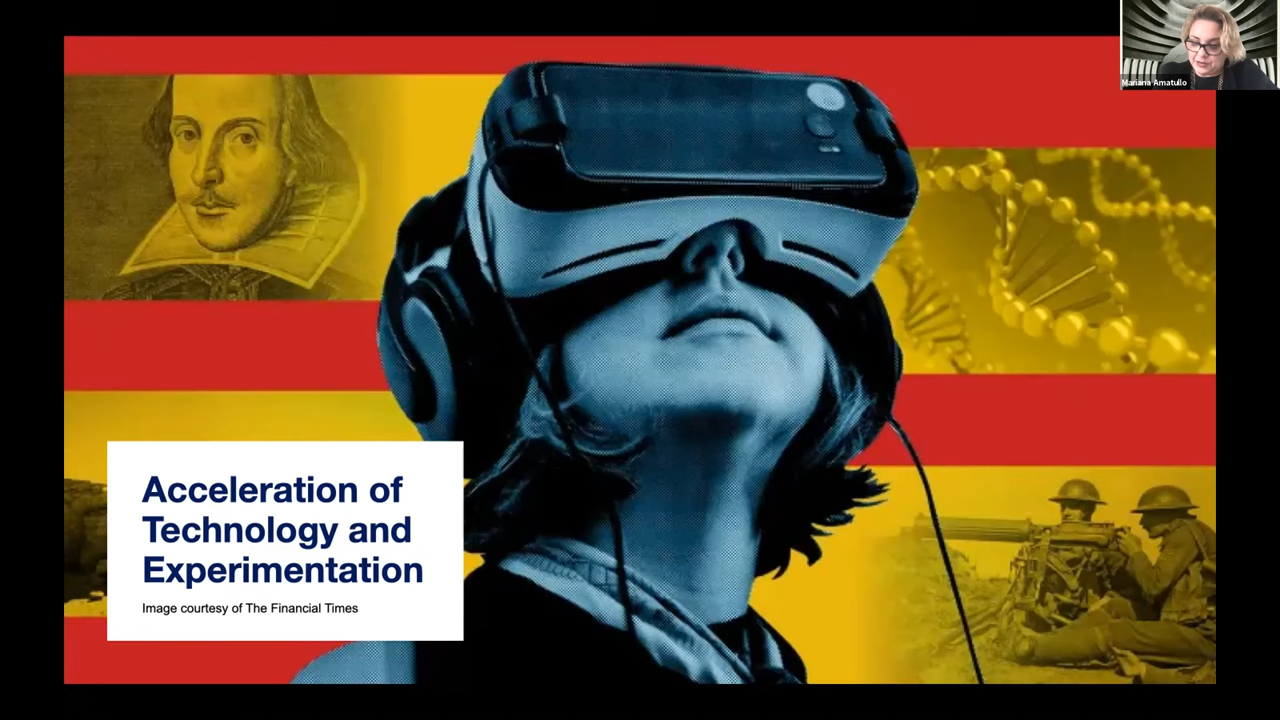 Mariana Amatullo
Acceleration of
Technology and
Experimentation
Image courtesy of The Financial Times